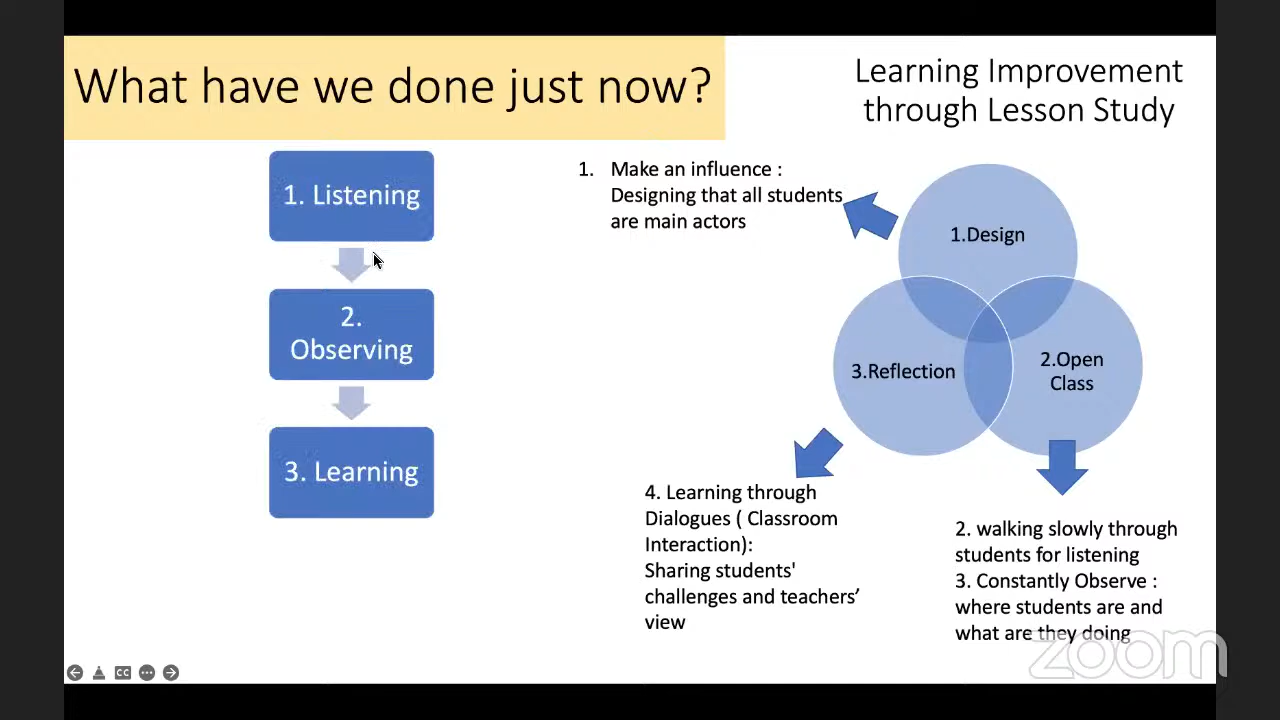 What have we done just now?
Learning Improvement
through Lesson Study
1. Listening
2.
Observing
3. Learning
1. Make an influence :
Designing that all students
are main actors
1.Design
3.Reflection
2.Open
Class
4. Learning through
Dialogues ( Classroom
Interaction):
Sharing students'
challenges and teachers’
view
2. walking slowly through
students for listening
3. Constantly Observe :
where students are and
what are they doing
CC
zoom